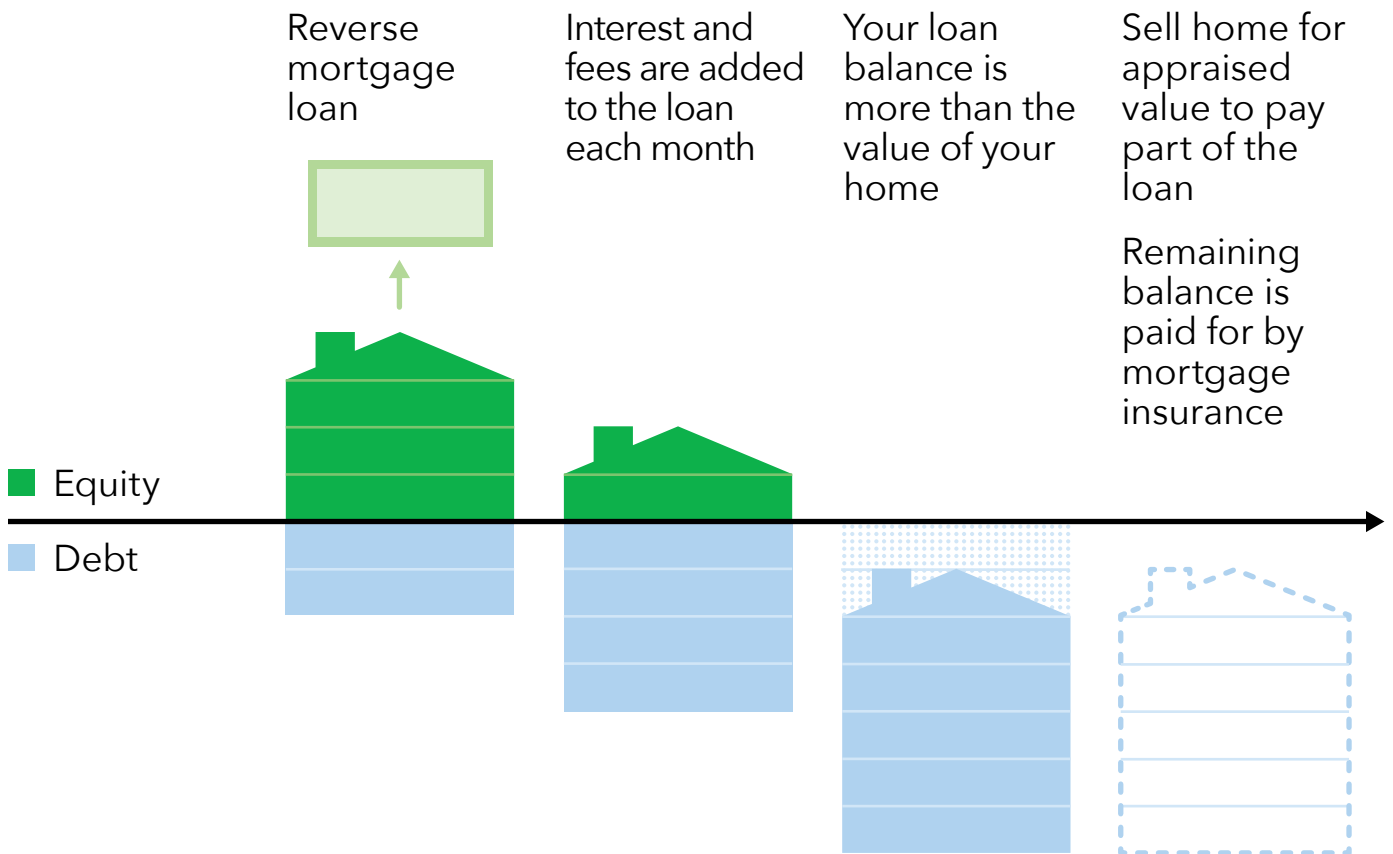 Reverse
mortgage
loan
Interest and
fees are added
to the loan
each month
Your loan
balance is
more than the
value of your
home
Sell home for
appraised
value to pay
part of the
loan
Remaining
balance is
paid for by
mortgage
insurance
Equity
Debt